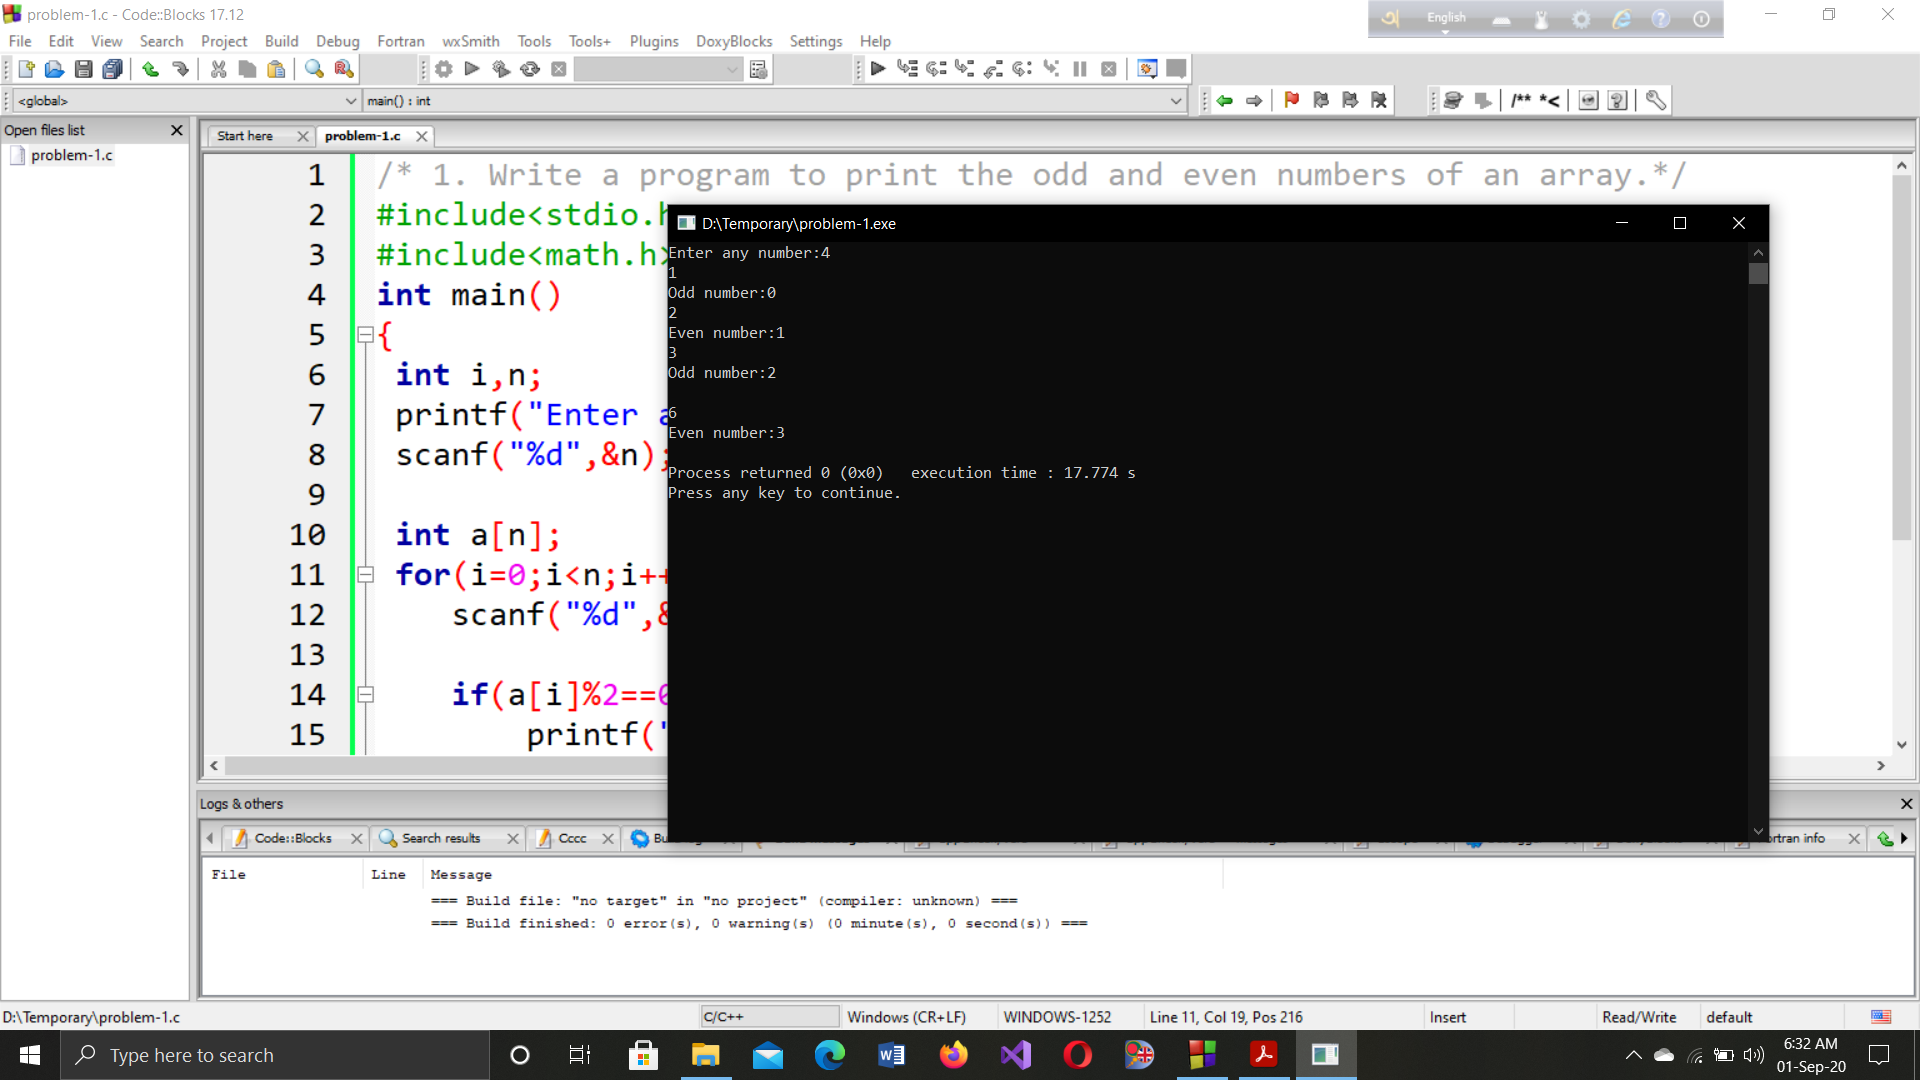 problem-1.c - Code::Blocks 17.12
English
File Edit View Search Project Build Debug Fortran wxSmith Tools Tools+ Plugins DoxyBlocks Settings Help
<global> main() : int /** *<
Open files list
problem-1.c
Start here problem-1.c
1 /* 1. Write a program to print the odd and even numbers of an array.*/
2 #include<stdio.h
3 #include<math.h>
4 int main()
5 {
6 int i,n;
7 printf("Enter a
8 scanf("%d",&n);
9
10 int a[n];
11 for(i=0;i<n;i++
12 scanf("%d",&
13
14 if(a[i]%2==0
15 printf("
D:\Temporary\problem-1.exe
Enter any number:4
1
Odd number:0
2
Even number:1
3
Odd number:2
6
Even number:3
Process returned 0 (0x0)   execution time : 17.774 s
Press any key to continue.
Logs & others
Code::Blocks Search results Cccc Bu ortran info
File Line Message
=== Build file: "no target" in "no project" (compiler: unknown) ===
=== Build finished: 0 error(s), 0 warning(s) (0 minute(s), 0 second(s)) ===
D:\Temporary\problem-1.c C/C++ Windows (CR+LF) WINDOWS-1252 Line 11, Col 19, Pos 216 Insert Read/Write default
Type here to search
6:32 AM
01-Sep-20